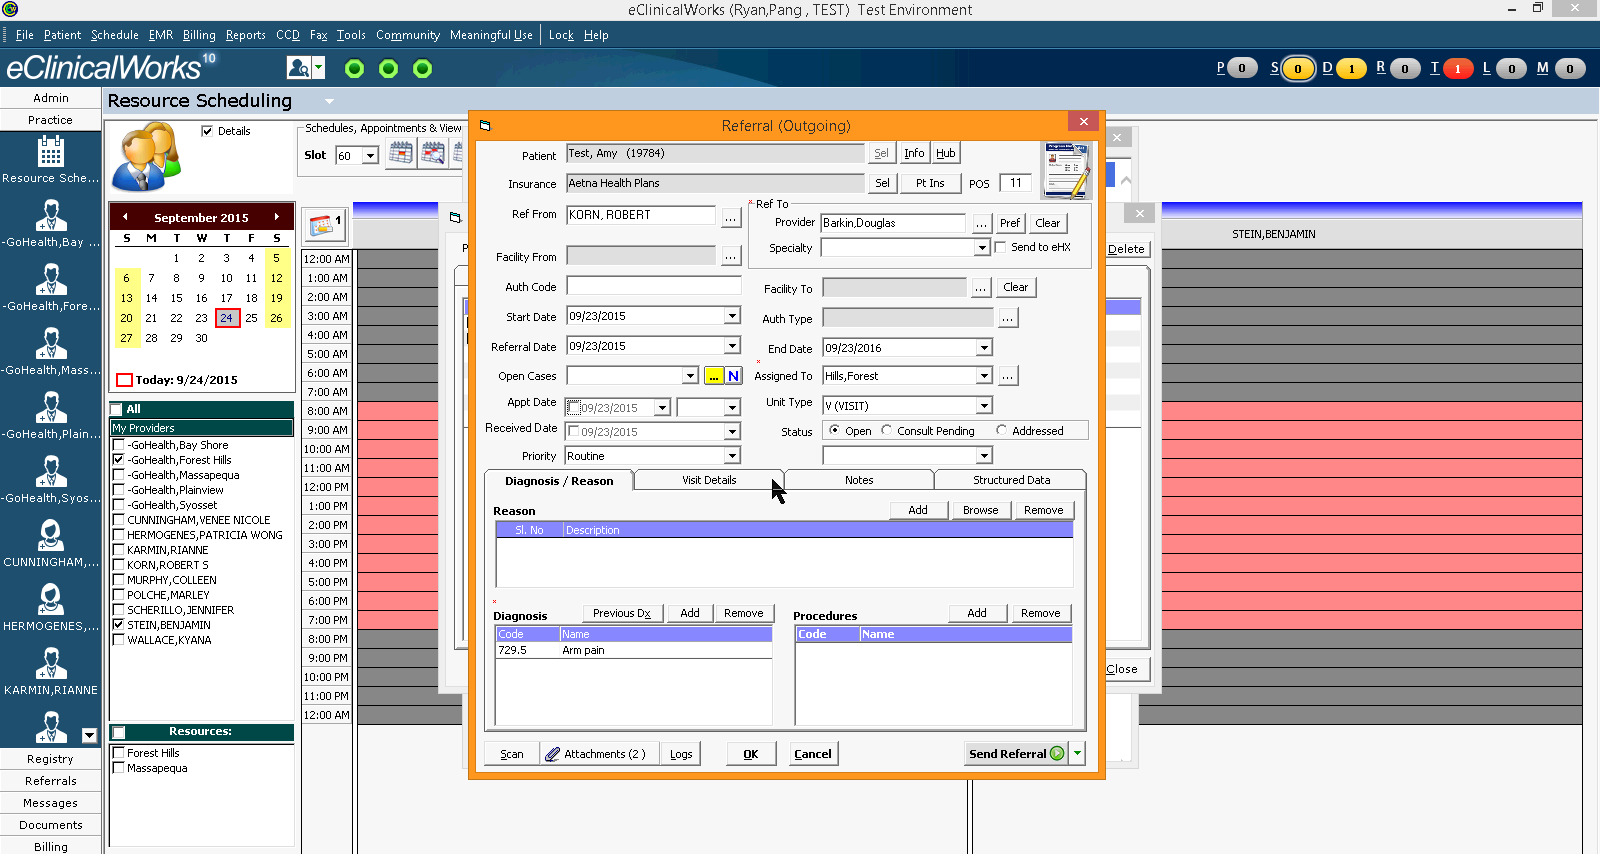 eClinicalWorks (Ryan,Pang , TEST) Test Environment
File Patient Schedule EMR Billing Reports CCD Fax Tools Community Meaningful Use Lock Help
eClinicalWorks 10
P 0 S 0 D 1 R 0 T 1 L 0 M 0
Admin
Practice
Resource Sche...
-GoHealth,Bay ...
-GoHealth,Fore...
-GoHealth,Mass...
-GoHealth,Plain...
-GoHealth,Syos...
CUNNINGHAM,...
HERMOGENES,...
KARMIN,RIANNE
Registry
Referrals
Messages
Documents
Billing
Resource Scheduling
Details
Schedules, Appointments & View
Slot 60
September 2015
S M T W T F S
1 2 3 4 5
6 7 8 9 10 11 12
13 14 15 16 17 18 19
20 21 22 23 24 25 26
27 28 29 30
Today: 9/24/2015
All
My Providers
-GoHealth,Bay Shore
-GoHealth,Forest Hills
-GoHealth,Massapequa
-GoHealth,Plainview
-GoHealth,Syosset
CUNNINGHAM,VENEE NICOLE
HERMOGENES,PATRICIA WONG
KARMIN,RIANNE
KORN,ROBERT S
MURPHY,COLLEEN
POLCHE,MARLEY
SCHERILLO,JENNIFER
STEIN,BENJAMIN
WALLACE,KYANA
Resources:
Forest Hills
Massapequa
1
12:00 AM
1:00 AM
2:00 AM
3:00 AM
4:00 AM
5:00 AM
6:00 AM
7:00 AM
8:00 AM
9:00 AM
10:00 AM
11:00 AM
12:00 PM
1:00 PM
2:00 PM
3:00 PM
4:00 PM
5:00 PM
6:00 PM
7:00 PM
8:00 PM
9:00 PM
10:00 PM
11:00 PM
12:00 AM
STEIN,BENJAMIN
Delete
Close
Referral (Outgoing)
Patient Test, Amy (19784) Sel Info Hub
Insurance Aetna Health Plans Sel Pt Ins POS 11
Ref From KORN, ROBERT ...
Ref To
Provider Barkin,Douglas ... Pref Clear
Specialty Send to eHX
Facility From ...
Auth Code
Facility To ... Clear
Start Date 09/23/2015
Auth Type ...
Referral Date 09/23/2015
End Date 09/23/2016
Open Cases ... N
Assigned To Hills,Forest ...
Appt Date 09/23/2015
Unit Type V (VISIT)
Received Date 09/23/2015
Status Open Consult Pending Addressed
Priority Routine
Diagnosis / Reason Visit Details Notes Structured Data
Reason Add Browse Remove
Sl. No Description
Diagnosis Previous Dx Add Remove
Code Name
729.5 Arm pain
Procedures Add Remove
Code Name
Scan Attachments (2 ) Logs OK Cancel Send Referral